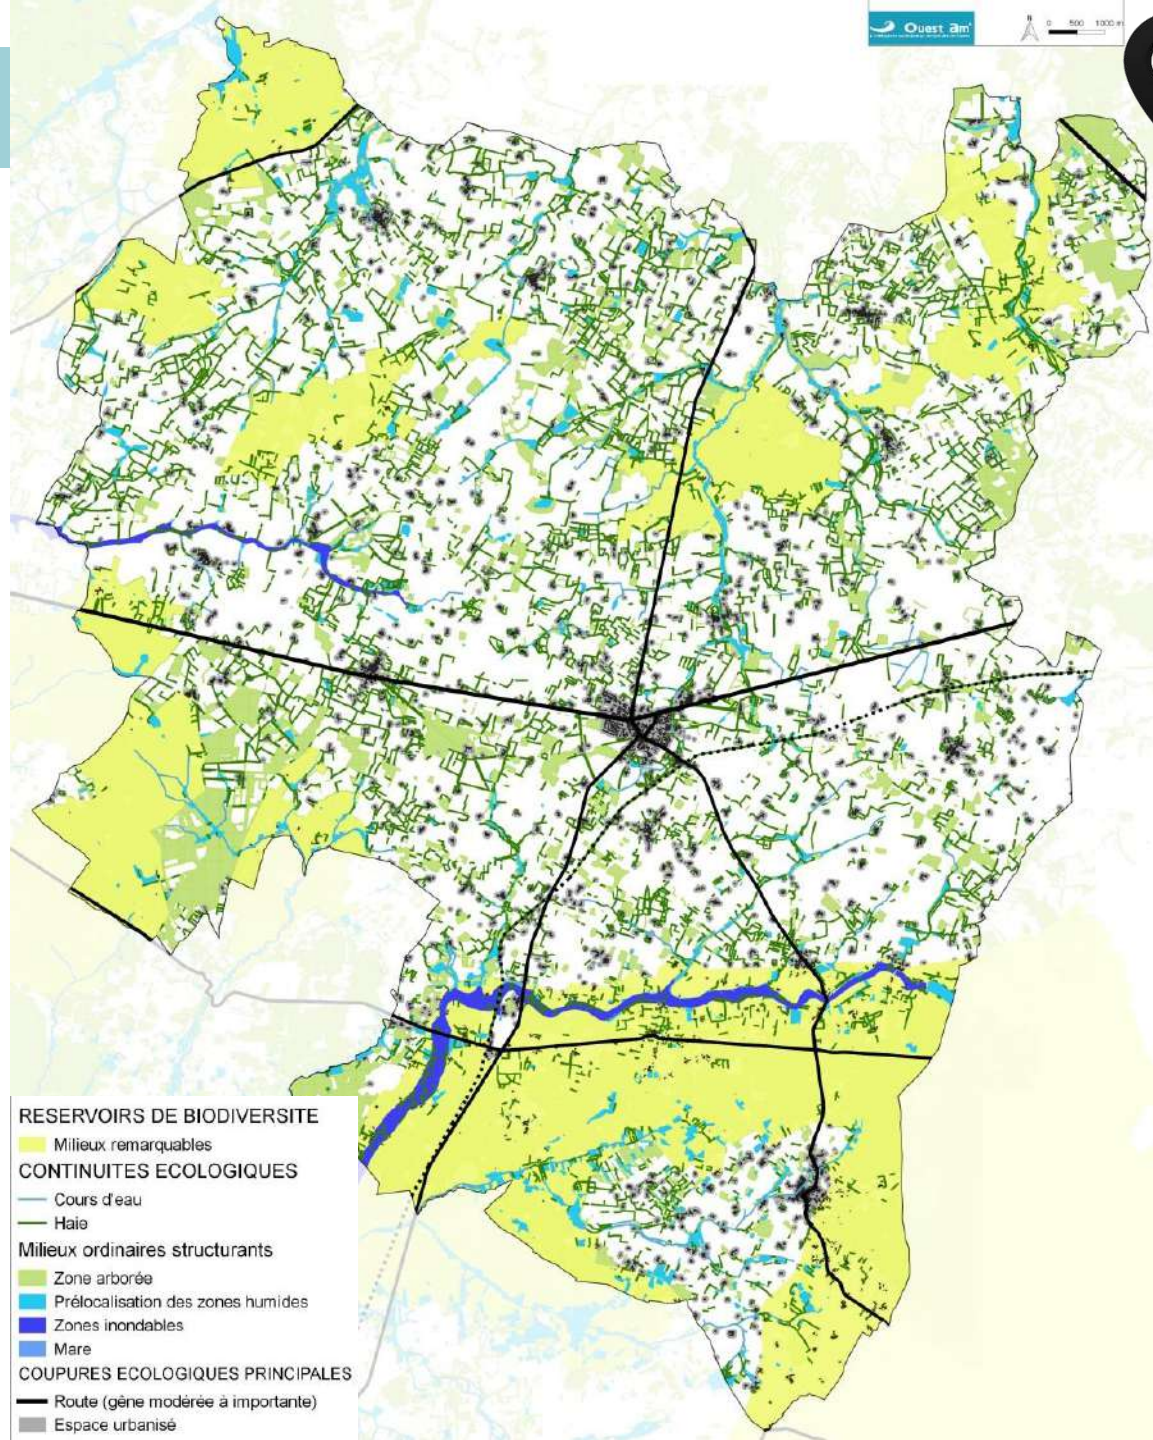 Ouest am'
N
0 500 1000 m
RESERVOIRS DE BIODIVERSITE
Milieux remarquables
CONTINUITES ECOLOGIQUES
Cours d'eau
Haie
Milieux ordinaires structurants
Zone arborée
Prélocalisation des zones humides
Zones inondables
Mare
COUPURES ECOLOGIQUES PRINCIPALES
Route (gêne modérée à importante)
Espace urbanisé